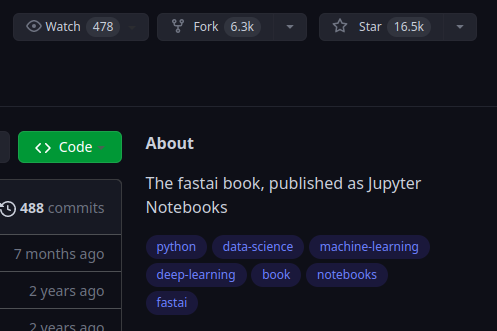 Watch 478 Fork 6.3k Star 16.5k
Code
About
The fastai book, published as Jupyter
Notebooks
488 commits
7 months ago
2 years ago
2 years ago
python data-science machine-learning
deep-learning book notebooks
fastai